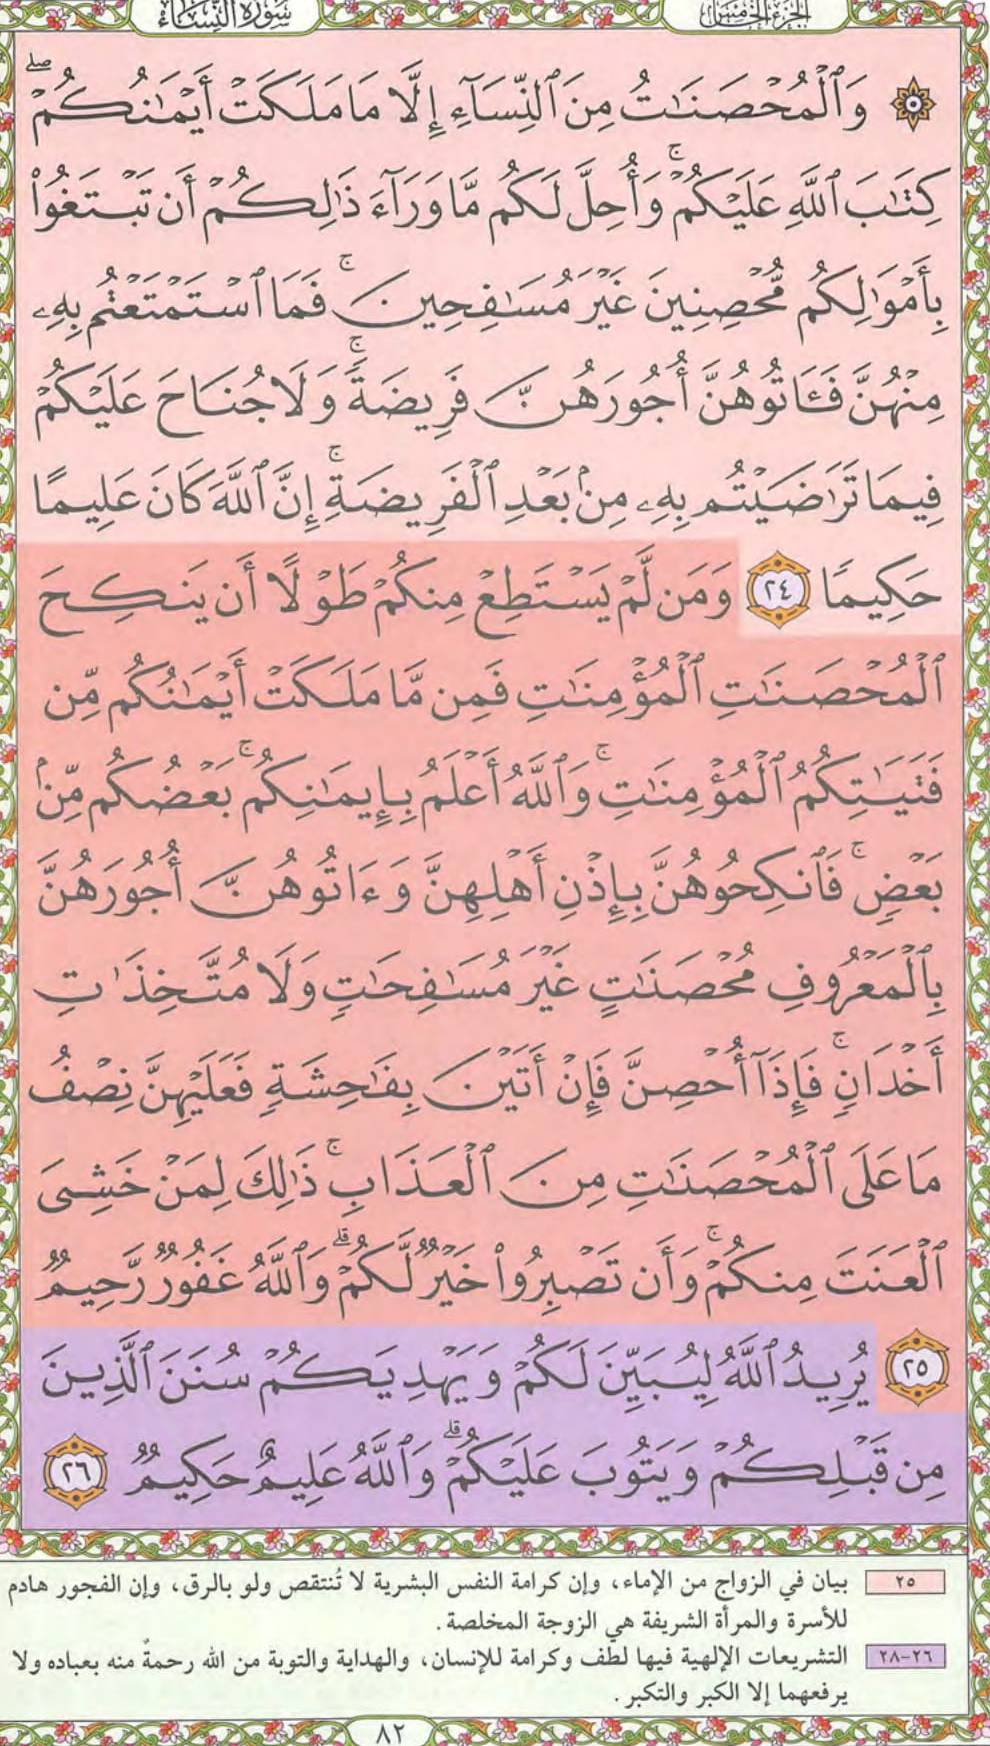 سورة النساء
الجزء الخامس
۞ وَٱلْمُحْصَنَٰتُ مِنَ ٱلنِّسَآءِ إِلَّا مَا مَلَكَتْ أَيْمَٰنُكُمْ ۖ
كِتَٰبَ ٱللَّهِ عَلَيْكُمْ ۚ وَأُحِلَّ لَكُم مَّا وَرَآءَ ذَٰلِكُمْ أَن تَبْتَغُوا۟
بِأَمْوَٰلِكُم مُّحْصِنِينَ غَيْرَ مُسَٰفِحِينَ ۚ فَمَا ٱسْتَمْتَعْتُم بِهِۦ
مِنْهُنَّ فَـَٔاتُوهُنَّ أُجُورَهُنَّ فَرِيضَةً ۚ وَلَا جُنَاحَ عَلَيْكُمْ
فِيمَا تَرَٰضَيْتُم بِهِۦ مِنۢ بَعْدِ ٱلْفَرِيضَةِ ۚ إِنَّ ٱللَّهَ كَانَ عَلِيمًا
حَكِيمًا ٢٤ وَمَن لَّمْ يَسْتَطِعْ مِنكُمْ طَوْلًا أَن يَنكِحَ
ٱلْمُحْصَنَٰتِ ٱلْمُؤْمِنَٰتِ فَمِن مَّا مَلَكَتْ أَيْمَٰنُكُم مِّن
فَتَيَٰتِكُمُ ٱلْمُؤْمِنَٰتِ ۚ وَٱللَّهُ أَعْلَمُ بِإِيمَٰنِكُم ۚ بَعْضُكُم مِّنۢ
بَعْضٍ ۚ فَٱنكِحُوهُنَّ بِإِذْنِ أَهْلِهِنَّ وَءَاتُوهُنَّ أُجُورَهُنَّ
بِٱلْمَعْرُوفِ مُحْصَنَٰتٍ غَيْرَ مُسَٰفِحَٰتٍ وَلَا مُتَّخِذَٰتِ
أَخْدَانٍ ۚ فَإِذَآ أُحْصِنَّ فَإِنْ أَتَيْنَ بِفَٰحِشَةٍ فَعَلَيْهِنَّ نِصْفُ
مَا عَلَى ٱلْمُحْصَنَٰتِ مِنَ ٱلْعَذَابِ ۚ ذَٰلِكَ لِمَنْ خَشِىَ
ٱلْعَنَتَ مِنكُمْ ۚ وَأَن تَصْبِرُوا۟ خَيْرٌ لَّكُمْ ۗ وَٱللَّهُ غَفُورٌ رَّحِيمٌ
٢٥ يُرِيدُ ٱللَّهُ لِيُبَيِّنَ لَكُمْ وَيَهْدِيَكُمْ سُنَنَ ٱلَّذِينَ
مِن قَبْلِكُمْ وَيَتُوبَ عَلَيْكُمْ ۗ وَٱللَّهُ عَلِيمٌ حَكِيمٌ ٢٦
٢٥ بيان في الزواج من الإماء، وإن كرامة النفس البشرية لا تُنتقص ولو بالرق، وإن الفجور هادم
للأسرة والمرأة الشريفة هي الزوجة المخلصة.
٢٦-٢٨ التشريعات الإلهية فيها لطف وكرامة للإنسان، والهداية والتوبة من الله رحمةٌ منه بعباده ولا
يرفعهما إلا الكبر والتكبر.
٨٢